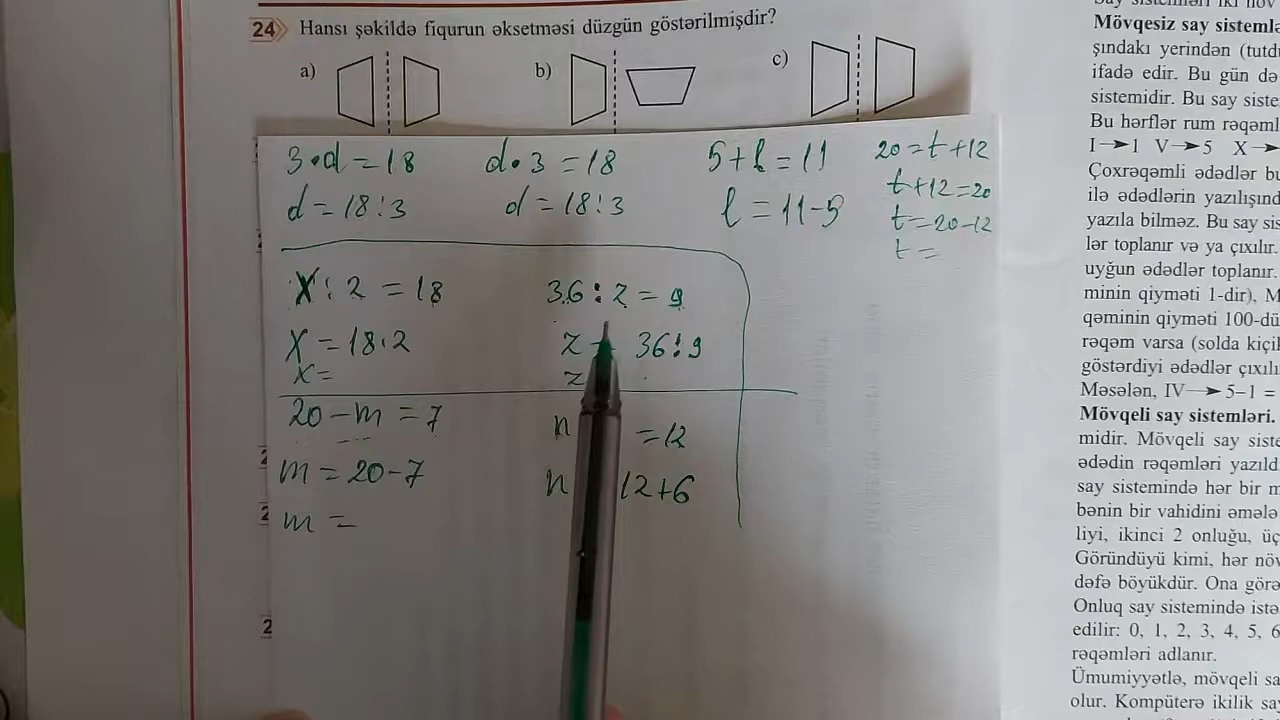 24 Hansı şəkildə fiqurun əksetməsi düzgün göstərilmişdir?
a) b) c)
3·d=18 d·3=18 5+l=11 20=t+12
d=18:3 d=18:3 l=11-5 t+12=20
t=20-12
t=
x:2=18 36:z=9
x=18·2 z 36:9
x= z
20-m=7 n =12
m=20-7 n 12+6
m=
2
Mövqesiz say sistemlə
şındakı yerindən (tutdu
ifadə edir. Bu gün də
sistemidir. Bu say siste
Bu hərflər rum rəqəml
I→1 V→5 X→
Çoxrəqəmli ədədlər bu
ilə ədədlərin yazılışınd
yazıla bilməz. Bu say sis
lər toplanır və ya çıxılır.
uyğun ədədlər toplanır.
minin qiyməti 1-dir), M
qəminin qiyməti 100-dü
rəqəm varsa (solda kiçik
göstərdiyi ədədlər çıxılı
Məsələn, IV→5–1 =
Mövqeli say sistemləri.
midir. Mövqeli say siste
ədədin rəqəmləri yazıld
say sistemində hər bir m
bənin bir vahidini əmələ
liyi, ikinci 2 onluğu, üç
Göründüyü kimi, hər növ
dəfə böyükdür. Ona görə
Onluq say sistemində istə
edilir: 0, 1, 2, 3, 4, 5, 6
rəqəmləri adlanır.
Ümumiyyətlə, mövqeli sa
olur. Kompüterə ikilik say